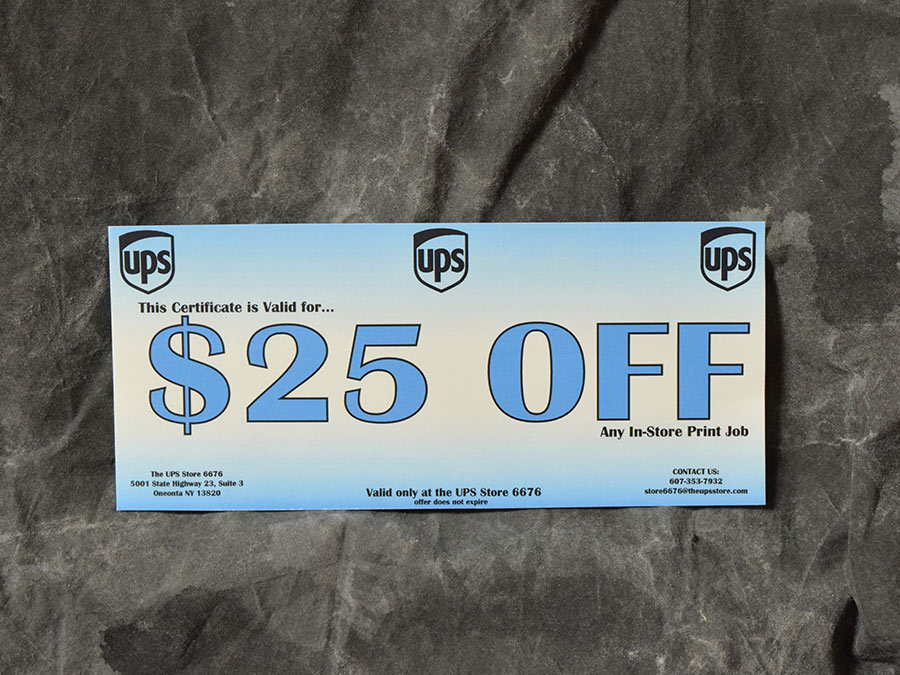 ups
ups
ups
This Certificate is Valid for...
$25 OFF
Any In-Store Print Job
The UPS Store 6676
5001 State Highway 23, Suite 3
Oneonta NY 13820
Valid only at the UPS Store 6676
offer does not expire
CONTACT US:
607-353-7932
store6676@theupsstore.com